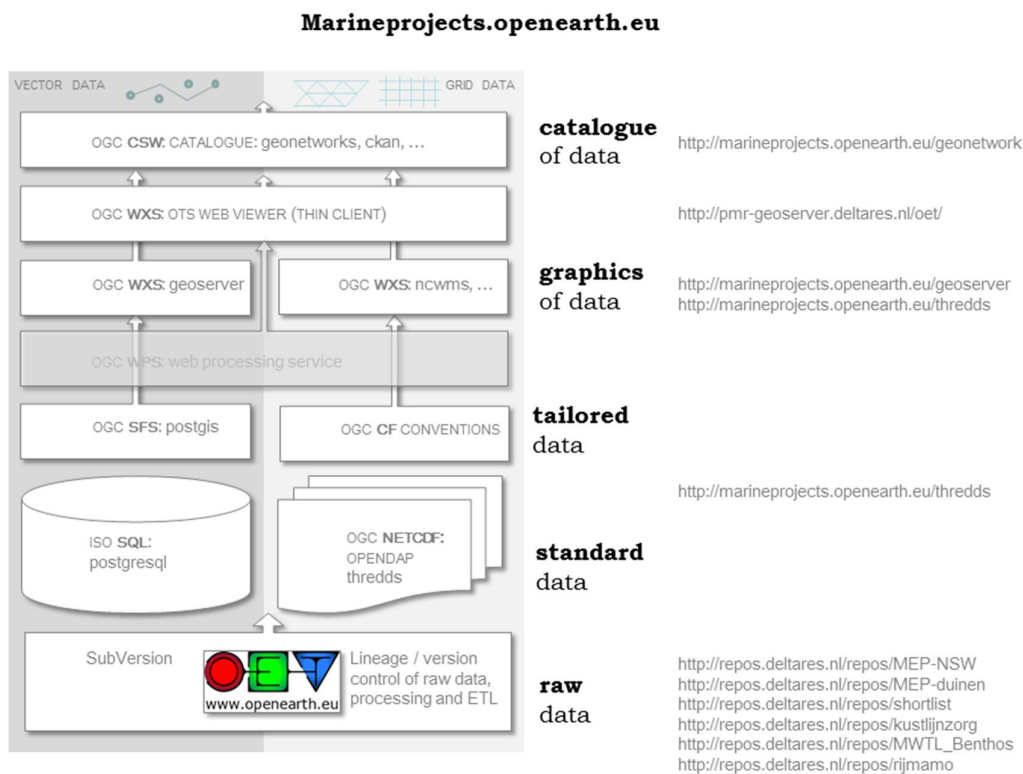 Marineprojects.openearth.eu
VECTOR DATA
GRID DATA
OGC CSW: CATALOGUE: geonetworks, ckan, ...
catalogue
of data
http://marineprojects.openearth.eu/geonetwork
OGC WXS: OTS WEB VIEWER (THIN CLIENT)
http://pmr-geoserver.deltares.nl/oet/
OGC WXS: geoserver
OGC WXS: ncwms, ...
graphics
of data
http://marineprojects.openearth.eu/geoserver
http://marineprojects.openearth.eu/thredds
OGC WPS: web processing service
OGC SFS: postgis
OGC CF CONVENTIONS
tailored
data
http://marineprojects.openearth.eu/thredds
ISO SQL:
postgresql
OGC NETCDF:
OPENDAP
thredds
standard
data
SubVersion
www.openearth.eu
Lineage / version
control of raw data,
processing and ETL
raw
data
http://repos.deltares.nl/repos/MEP-NSW
http://repos.deltares.nl/repos/MEP-duinen
http://repos.deltares.nl/repos/shortlist
http://repos.deltares.nl/repos/kustlijnzorg
http://repos.deltares.nl/repos/MWTL_Benthos
http://repos.deltares.nl/repos/rijmamo